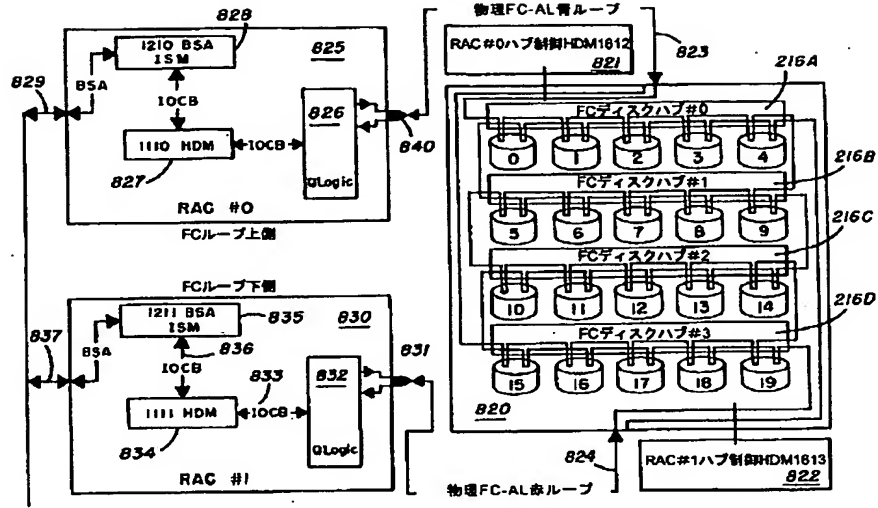 828
1210 BSA
ISM
825
829
BSA
IOCB
826
1110 HDM
IOCB
827
QLogic
840
RAC #0
FCループ上側
物理FC-AL青ループ
RAC#0ハブ制御HDM1612
821
823
216A
FCディスクハブ#0
0 1 2 3 4
216B
FCディスクハブ#1
5 6 7 8 9
216C
FCディスクハブ#2
10 11 12 13 14
216D
FCディスクハブ#3
15 16 17 18 19
820
FCループ下側
1211 BSA
ISM
835
830
837
BSA
836
IOCB
833
832
831
1111 HDM
IOCB
834
QLogic
RAC #1
824
物理FC-AL赤ループ
RAC#1ハブ制御HDM1613
822